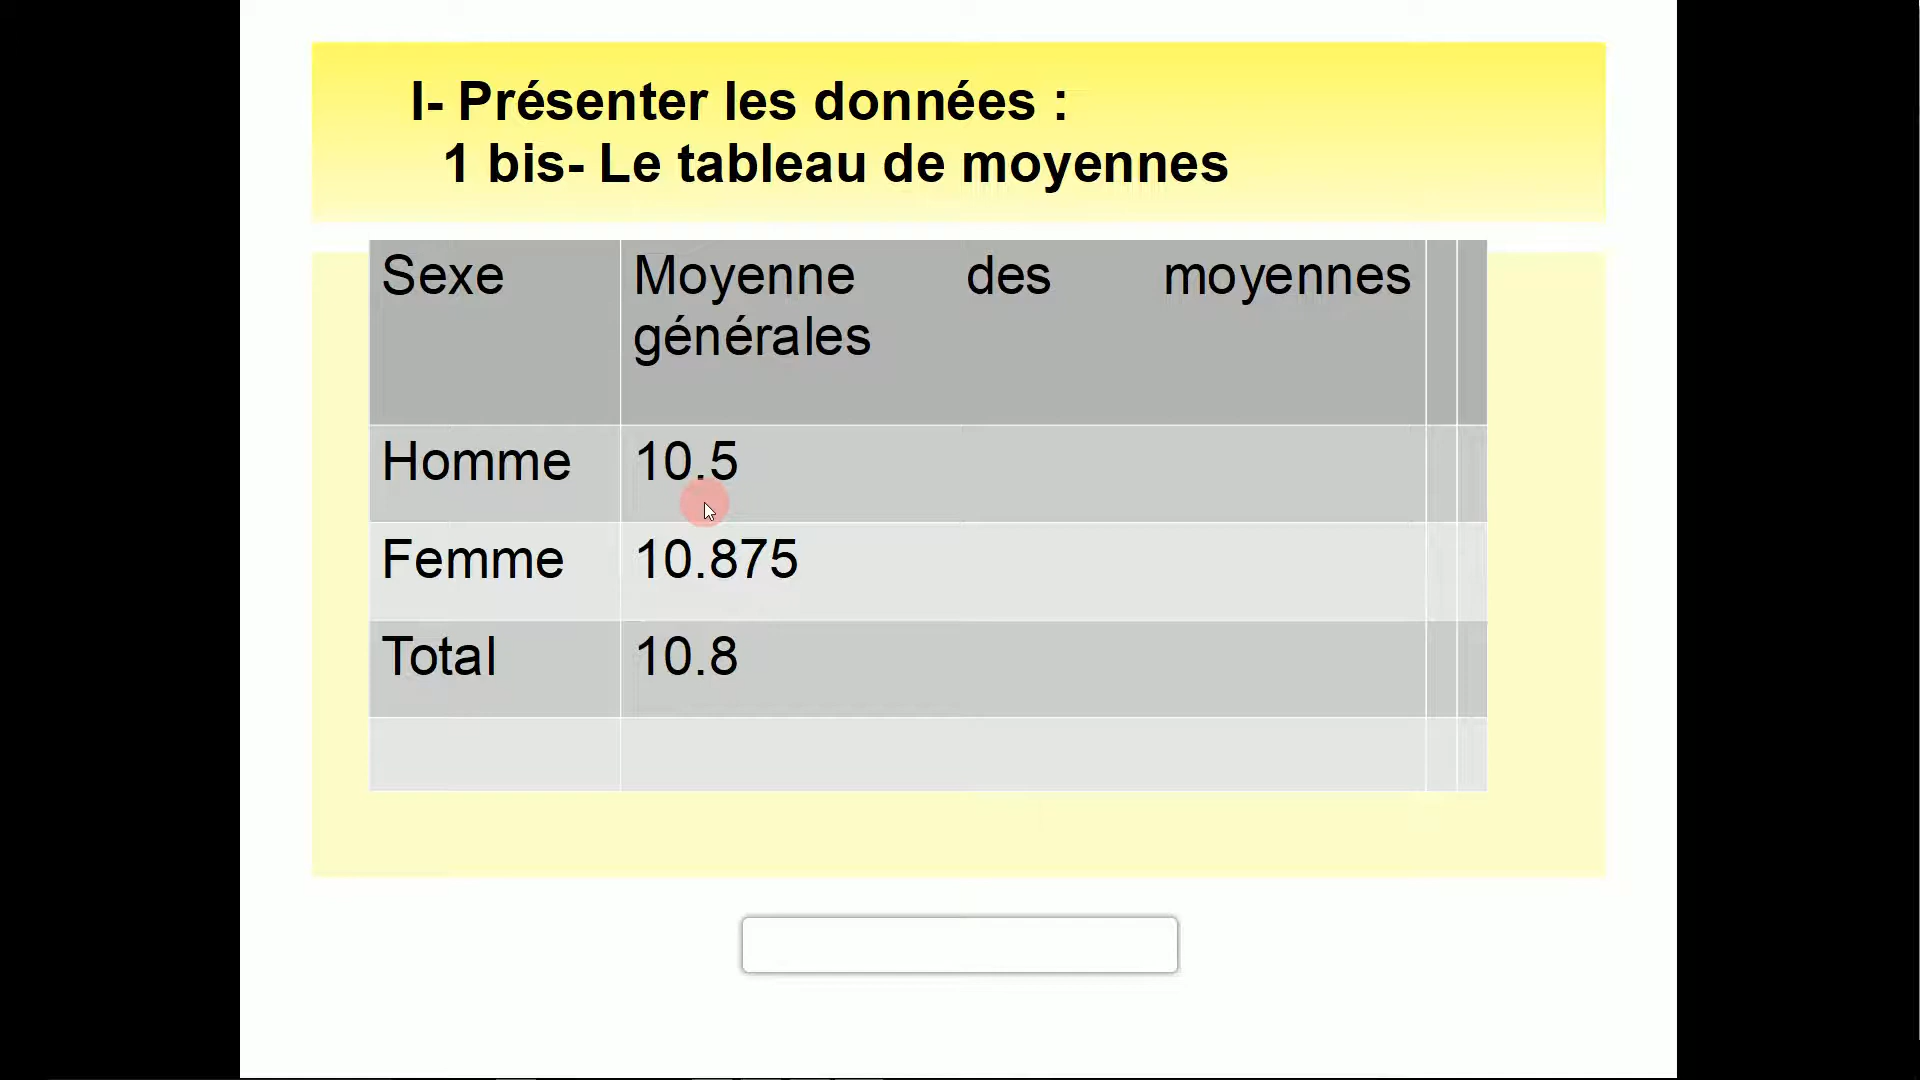 I- Présenter les données :
1 bis- Le tableau de moyennes
Sexe
Moyenne des moyennes
générales
Homme 10.5
Femme 10.875
Total 10.8